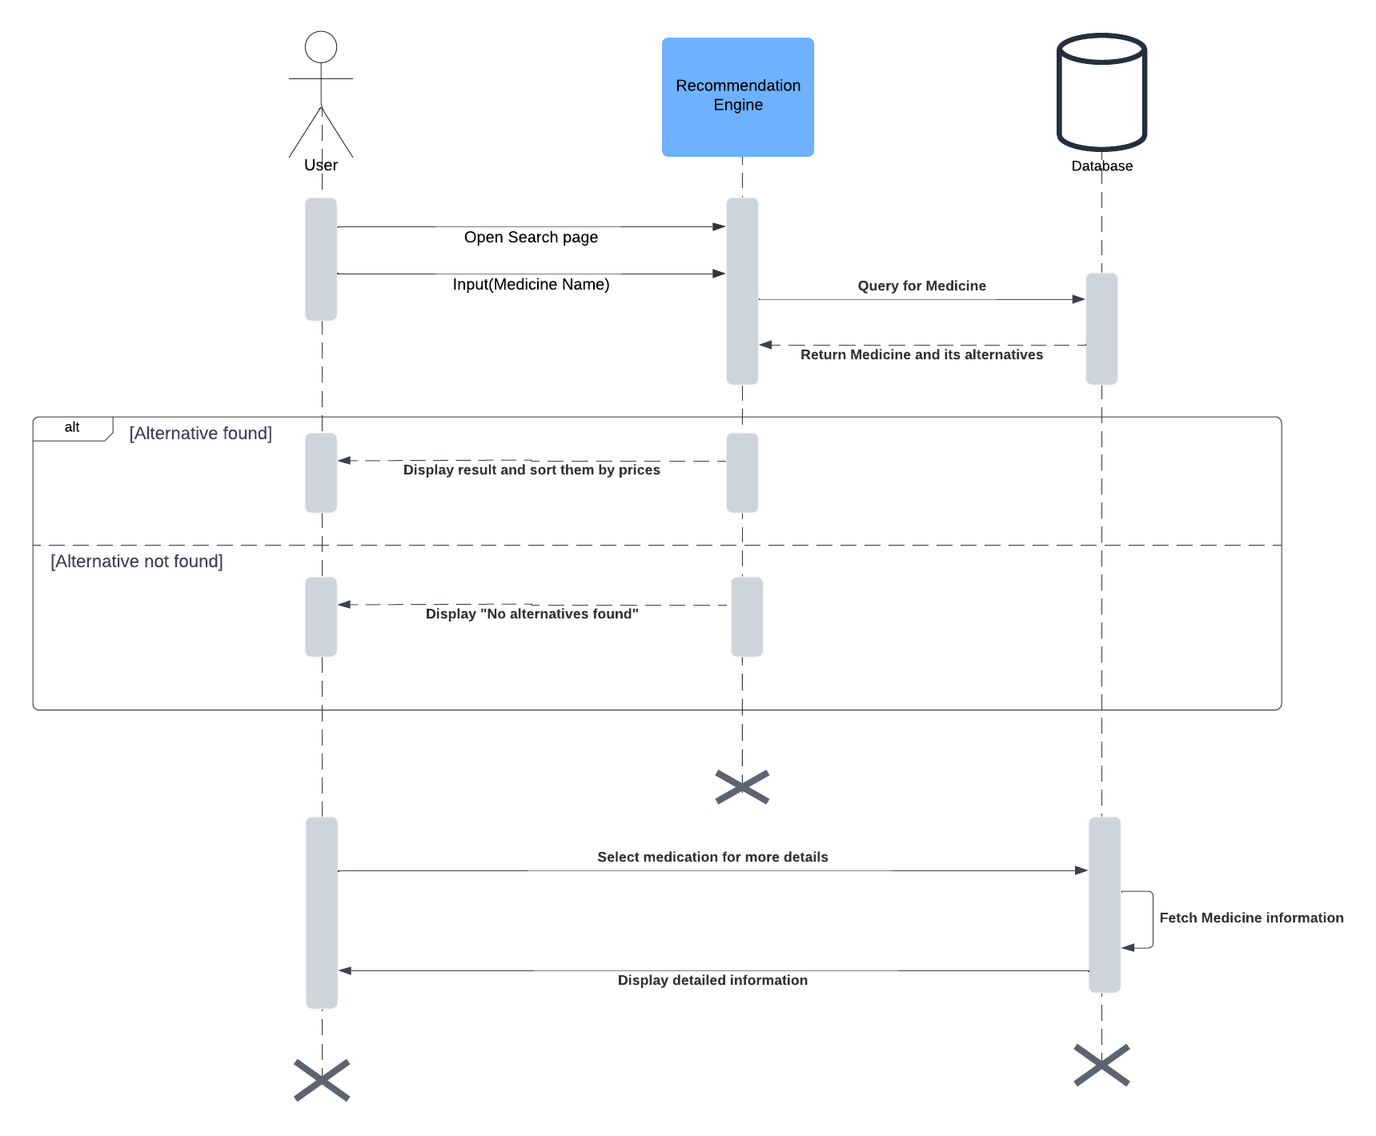 Recommendation
Engine
User
Database
Open Search page
Input(Medicine Name)
Query for Medicine
Return Medicine and its alternatives
alt
[Alternative found]
Display result and sort them by prices
[Alternative not found]
Display "No alternatives found"
Select medication for more details
Fetch Medicine information
Display detailed information